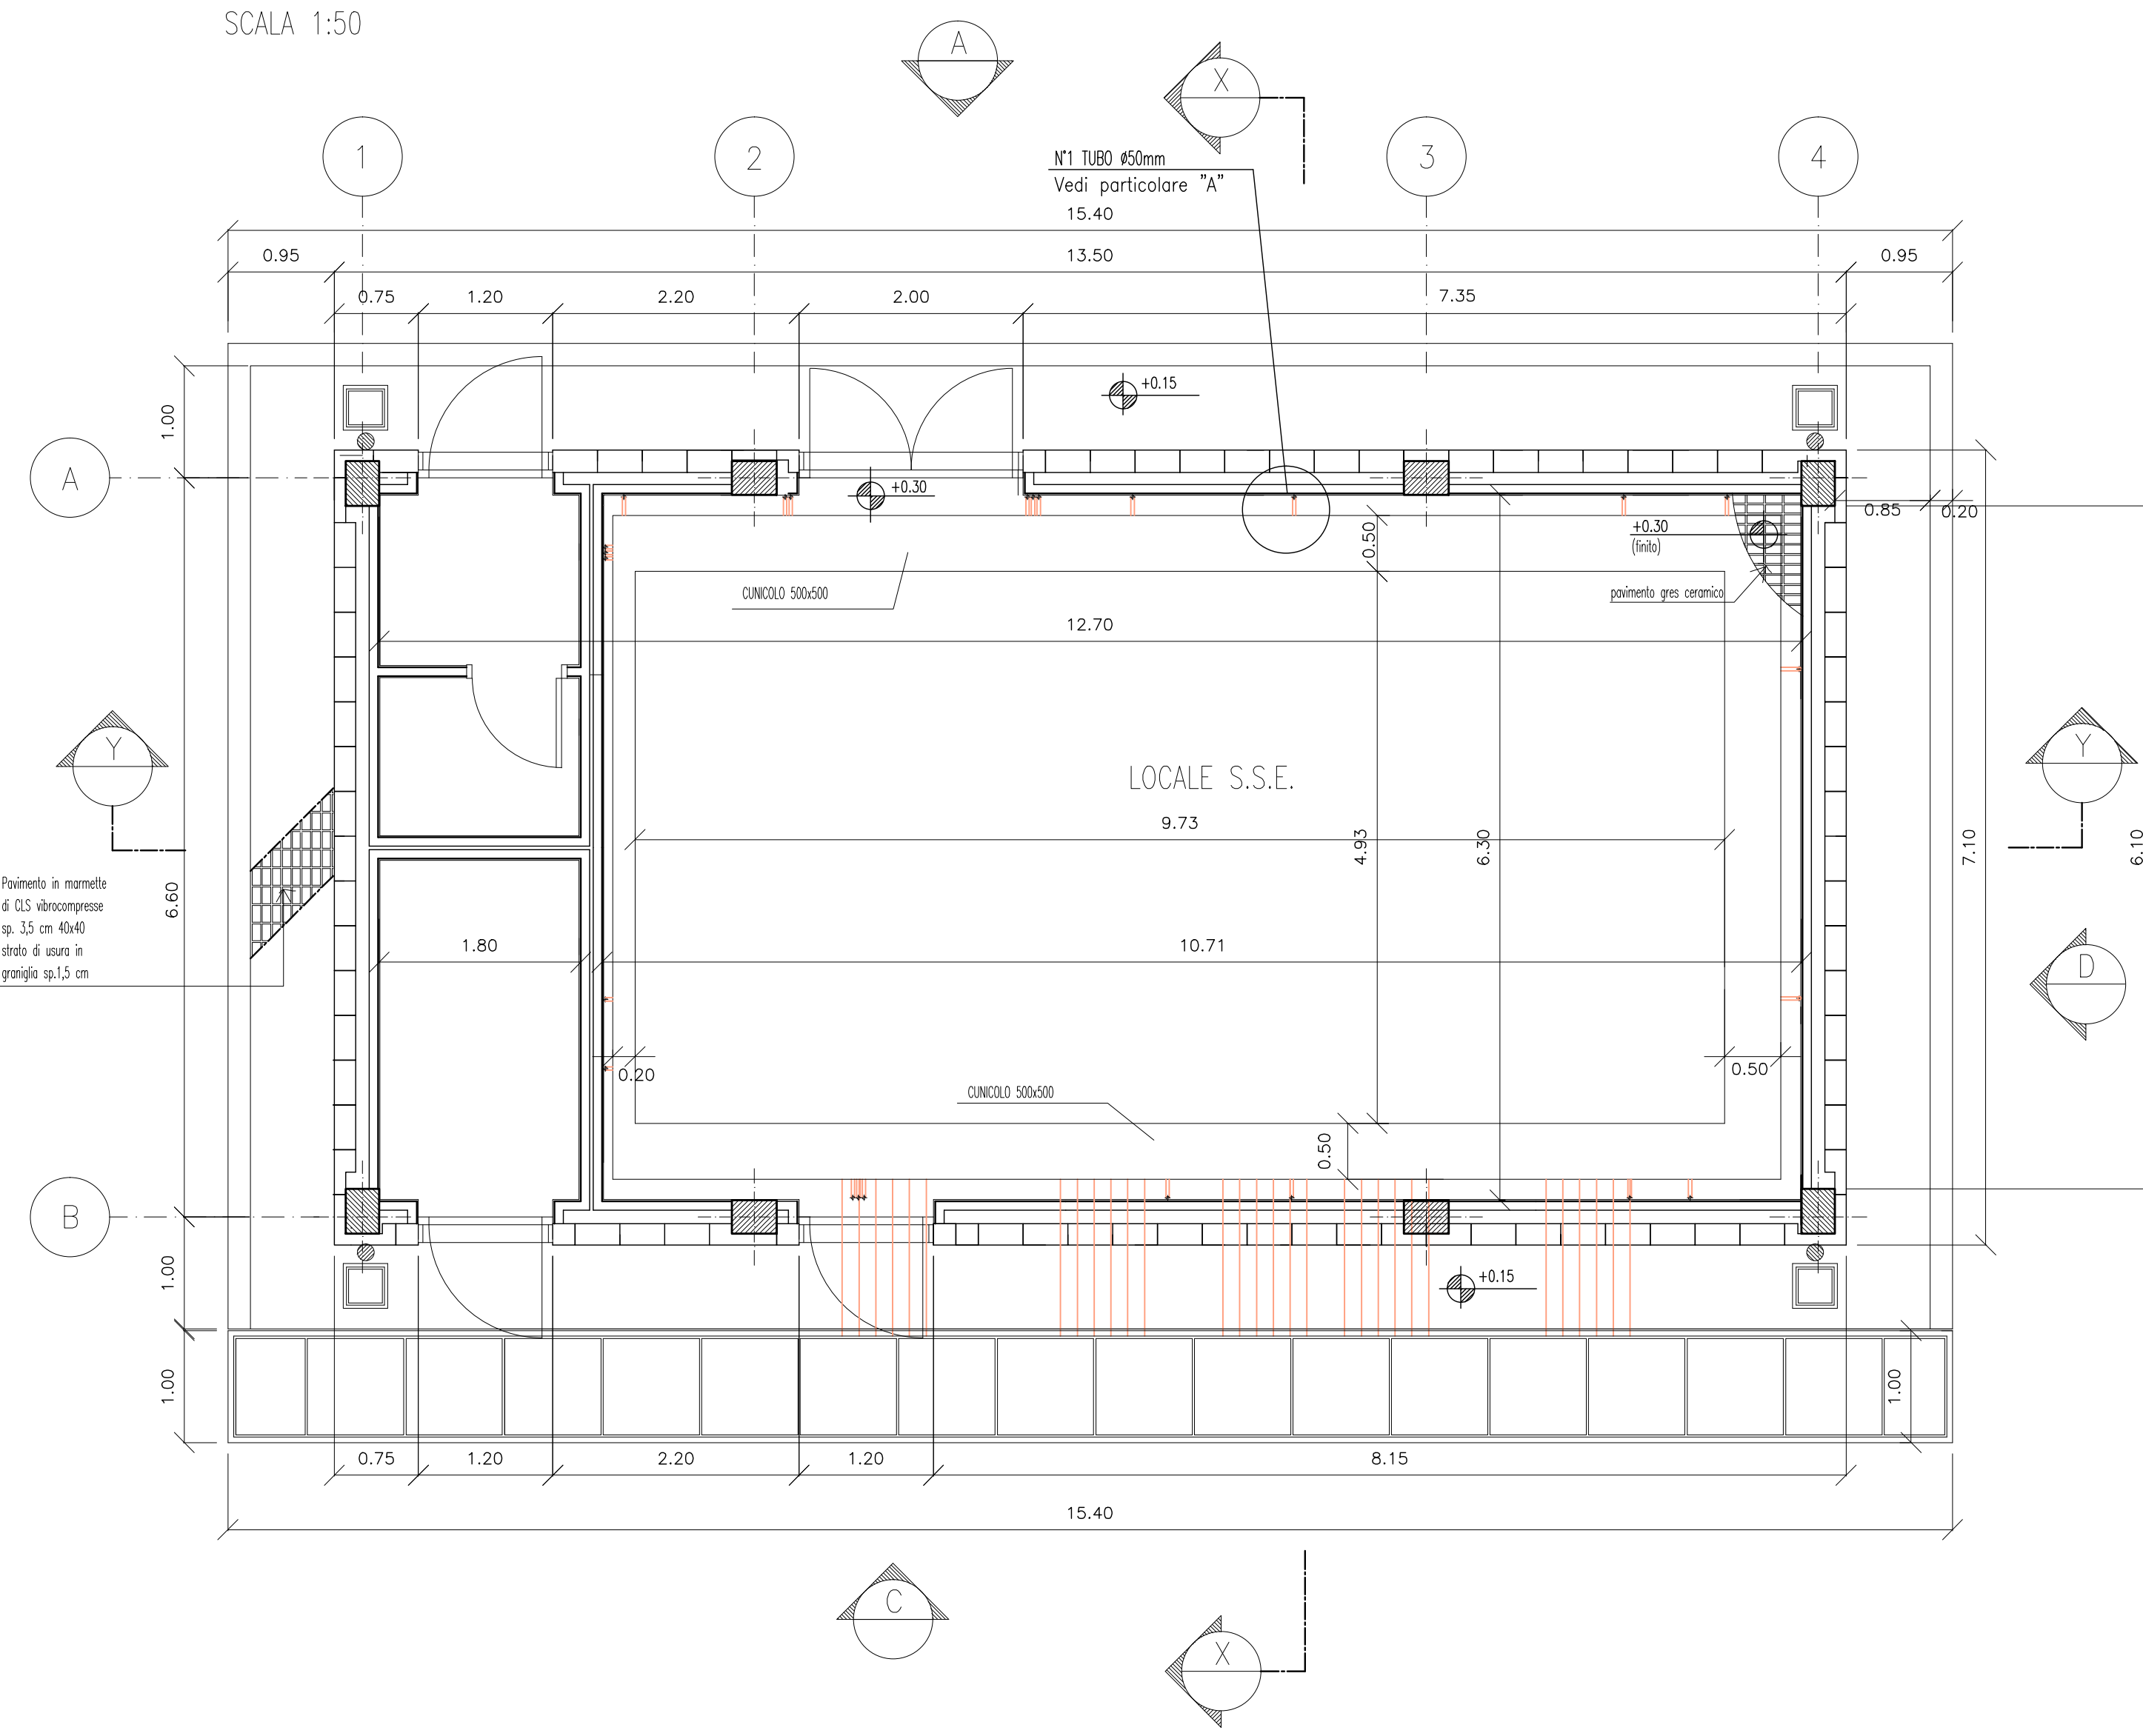 SCALA 1:50
A
X
1
2
3
4
N°1 TUBO ø50mm
Vedi particolare "A"
15.40
0.95
13.50
0.95
0.75
1.20
2.20
2.00
7.35
1.00
+0.15
A
+0.30
0.85
0.20
0.50
+0.30
(finito)
CUNICOLO 500x500
pavimento gres ceramico
12.70
Y
Y
LOCALE S.S.E.
9.73
4.93
6.30
7.10
6.10
Pavimento in marmette
di CLS vibrocompresse
sp. 3,5 cm 40x40
strato di usura in
graniglia sp.1,5 cm
6.60
1.80
10.71
D
0.20
0.50
CUNICOLO 500x500
0.50
B
1.00
+0.15
1.00
1.00
0.75
1.20
2.20
1.20
8.15
15.40
C
X